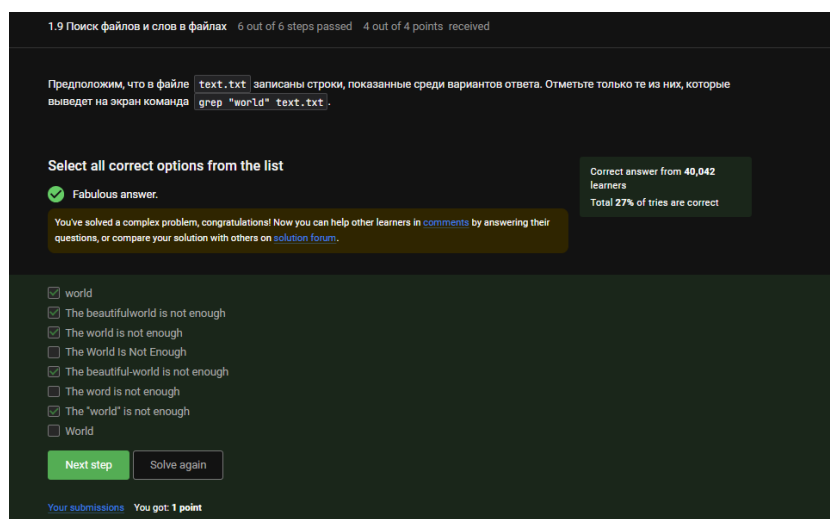 1.9 Поиск файлов и слов в файлах 6 out of 6 steps passed 4 out of 4 points received
Предположим, что в файле text.txt записаны строки, показанные среди вариантов ответа. Отметьте только те из них, которые
выведет на экран команда grep "world" text.txt.
Select all correct options from the list
Fabulous answer.
You've solved a complex problem, congratulations! Now you can help other learners in comments by answering their
questions, or compare your solution with others on solution forum.
Correct answer from 40,042
learners
Total 27% of tries are correct
world
The beautifulworld is not enough
The world is not enough
The World Is Not Enough
The beautiful-world is not enough
The word is not enough
The "world" is not enough
World
Next step Solve again
Your submissions You got: 1 point